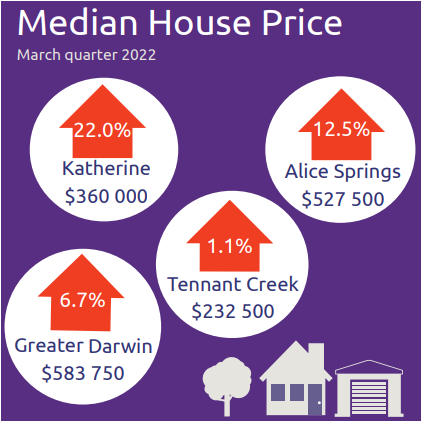 Median House Price
March quarter 2022
22.0%
Katherine
$360 000
12.5%
Alice Springs
$527 500
1.1%
Tennant Creek
$232 500
6.7%
Greater Darwin
$583 750